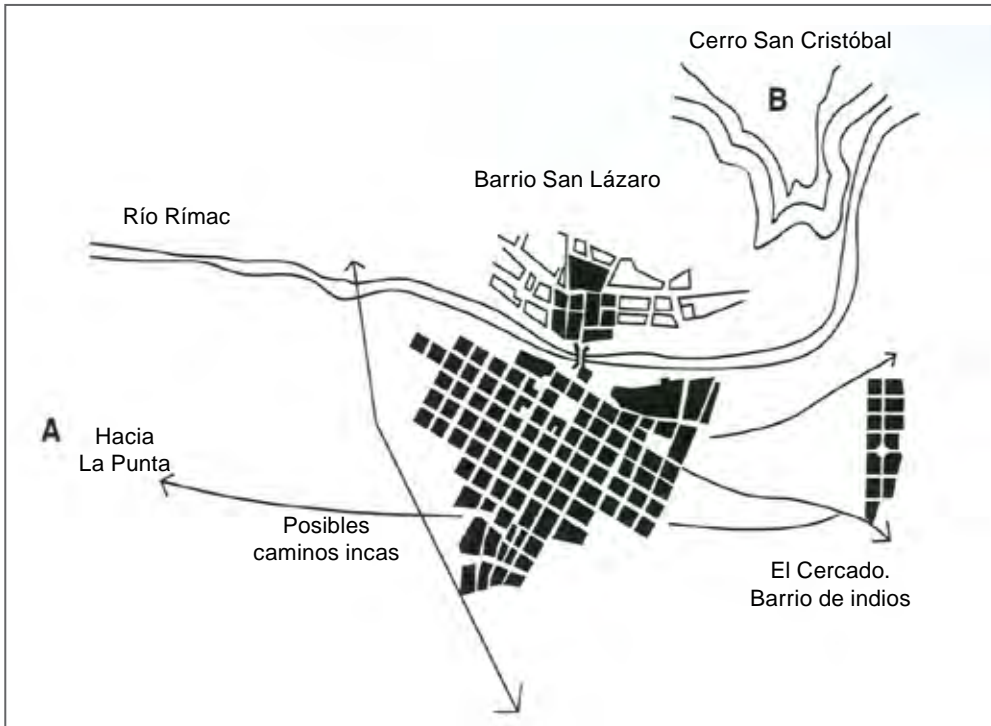 Cerro San Cristóbal
B
Barrio San Lázaro
Río Rímac
A
Hacia
La Punta
Posibles
caminos incas
El Cercado.
Barrio de indios